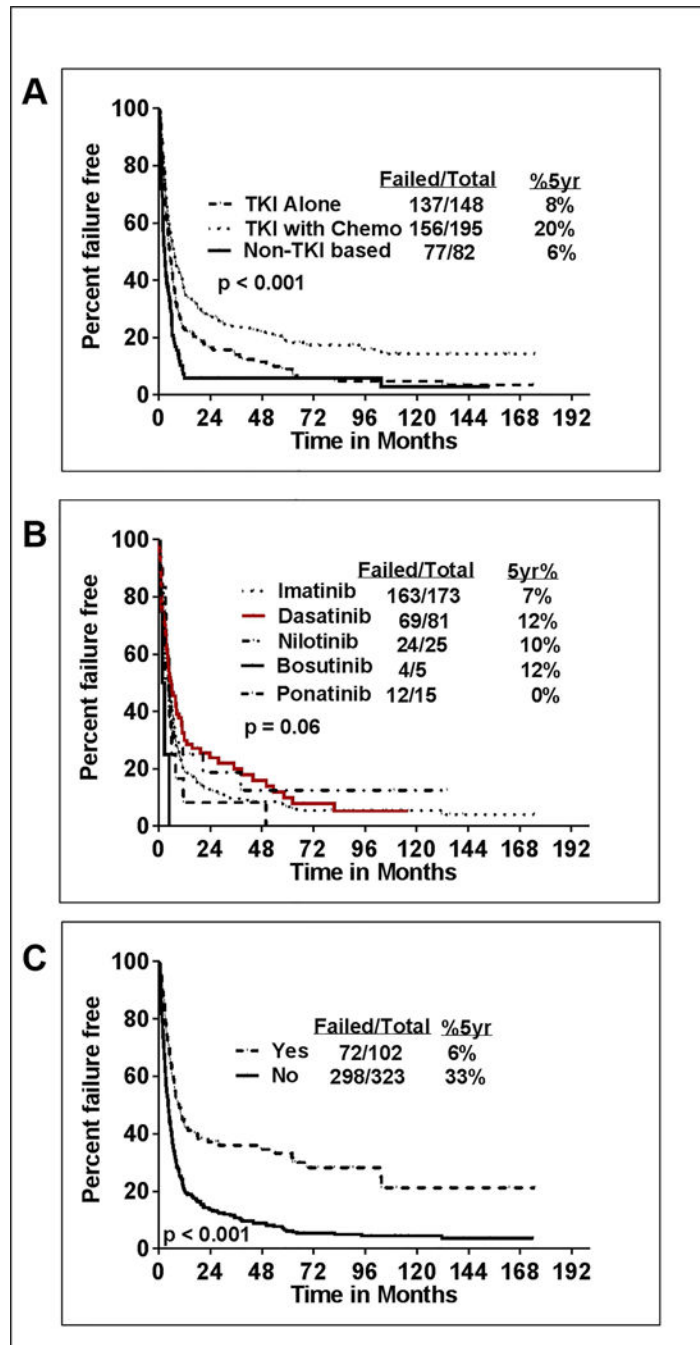 A
Percent failure free
100
80
60
40
20
0
Failed/Total %5yr
TKI Alone 137/148 8%
TKI with Chemo 156/195 20%
Non-TKI based 77/82 6%
p < 0.001
0 24 48 72 96 120 144 168 192
Time in Months
B
Percent failure free
100
80
60
40
20
0
Failed/Total 5yr%
Imatinib 163/173 7%
Dasatinib 69/81 12%
Nilotinib 24/25 10%
Bosutinib 4/5 12%
Ponatinib 12/15 0%
p = 0.06
0 24 48 72 96 120 144 168 192
Time in Months
C
Percent failure free
100
80
60
40
20
0
Failed/Total %5yr
Yes 72/102 6%
No 298/323 33%
p < 0.001
0 24 48 72 96 120 144 168 192
Time in Months